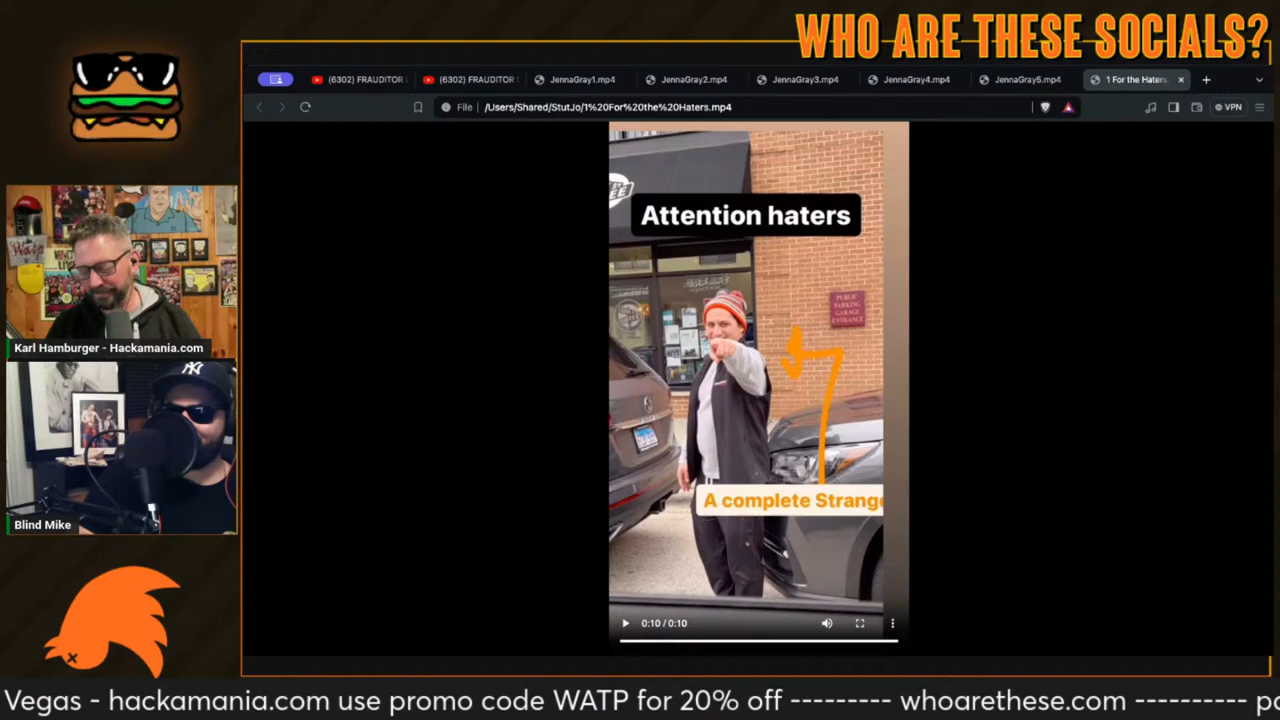 WHO ARE THESE SOCIALS?
(6302) FRAUDITOR
(6302) FRAUDITOR
JennaGray1.mp4
JennaGray2.mp4
JennaGray3.mp4
JennaGray4.mp4
JennaGray5.mp4
1 For the Haters.
File
/Users/Shared/StutJo/1%20For%20the%20Haters.mp4
VPN
Attention haters
PUBLIC
PARKING
GARAGE
ENTRANCE
A complete Strange
0:10 / 0:10
Karl Hamburger - Hackamania.com
Blind Mike
Vegas - hackamania.com use promo code WATP for 20% off --------- whoarethese.com ---------- po